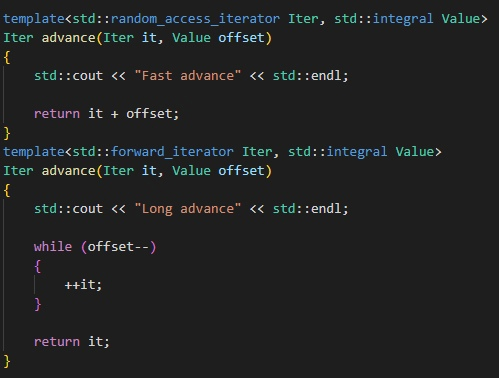 template<std::random_access_iterator Iter, std::integral Value>
Iter advance(Iter it, Value offset)
{
    std::cout << "Fast advance" << std::endl;

    return it + offset;
}
template<std::forward_iterator Iter, std::integral Value>
Iter advance(Iter it, Value offset)
{
    std::cout << "Long advance" << std::endl;

    while (offset--)
    {
        ++it;
    }

    return it;
}